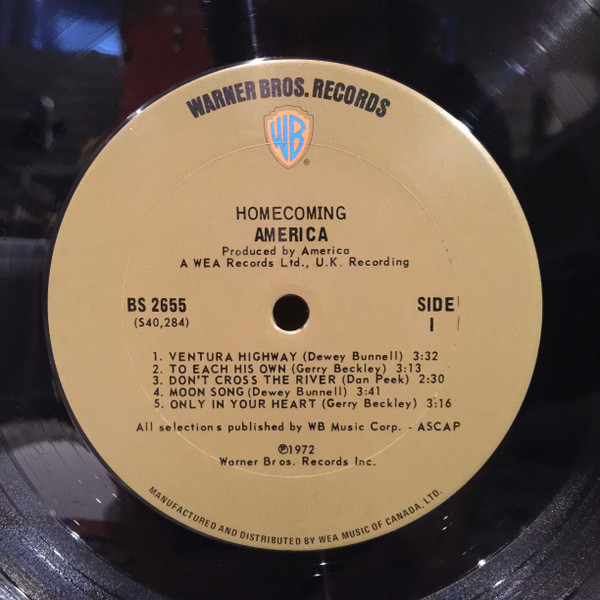 WARNER BROS. RECORDS
WB
®
HOMECOMING
AMERICA
Produced by America
A WEA Records Ltd., U.K. Recording
BS 2655
(S40,284)
SIDE
1
1. VENTURA HIGHWAY (Dewey Bunnell) 3:32
2. TO EACH HIS OWN (Gerry Beckley) 3:13
3. DON'T CROSS THE RIVER (Dan Peek) 2:30
4. MOON SONG (Dewey Bunnell) 3:41
5. ONLY IN YOUR HEART (Gerry Beckley) 3:16
All selections published by WB Music Corp. - ASCAP
℗1972
Warner Bros. Records Inc.
MANUFACTURED AND DISTRIBUTED BY WEA MUSIC OF CANADA, LTD.